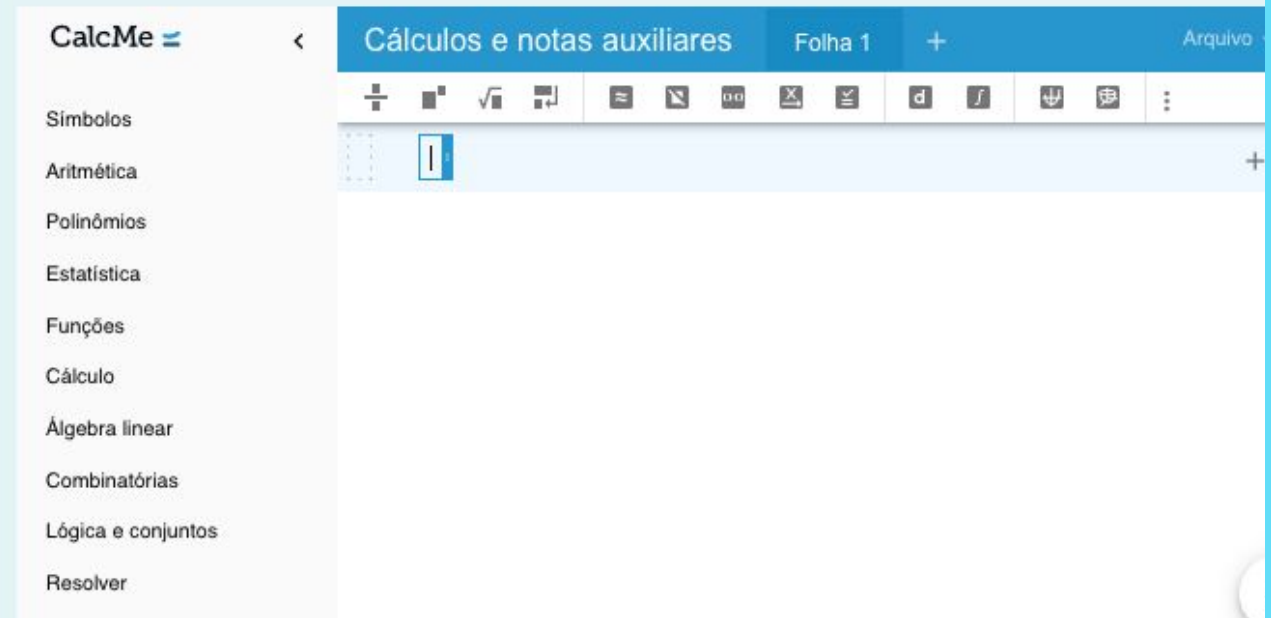 CalcMe
Cálculos e notas auxiliares
Folha 1
+
Arquivo
Símbolos
Aritmética
Polinômios
Estatística
Funções
Cálculo
Álgebra linear
Combinatórias
Lógica e conjuntos
Resolver